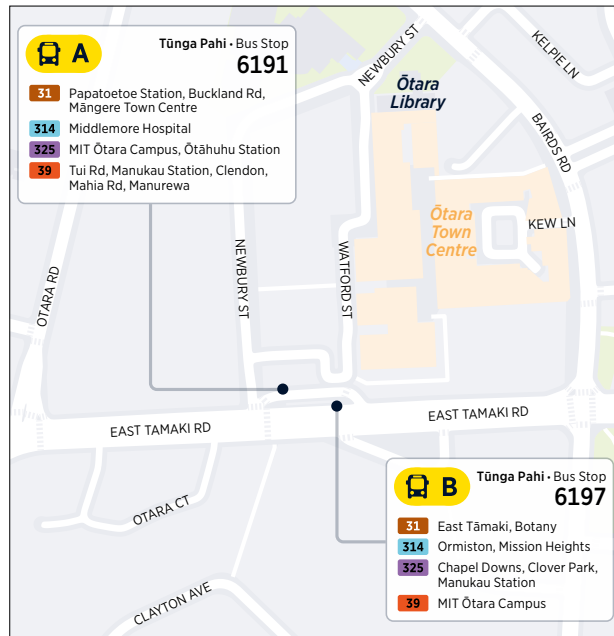 A
Tūnga Pahi • Bus Stop
6191
31 Papatoetoe Station, Buckland Rd,
Māngere Town Centre
314 Middlemore Hospital
325 MIT Ōtara Campus, Ōtāhuhu Station
39 Tui Rd, Manukau Station, Clendon,
Mahia Rd, Manurewa
NEWBURY ST
KELPIE LN
Ōtara
Library
BAIRDS RD
Ōtara
Town
Centre
KEW LN
OTARA RD
NEWBURY ST
WATFORD ST
EAST TAMAKI RD
EAST TAMAKI RD
OTARA CT
CLAYTON AVE
B
Tūnga Pahi • Bus Stop
6197
31 East Tāmaki, Botany
314 Ormiston, Mission Heights
325 Chapel Downs, Clover Park,
Manukau Station
39 MIT Ōtara Campus